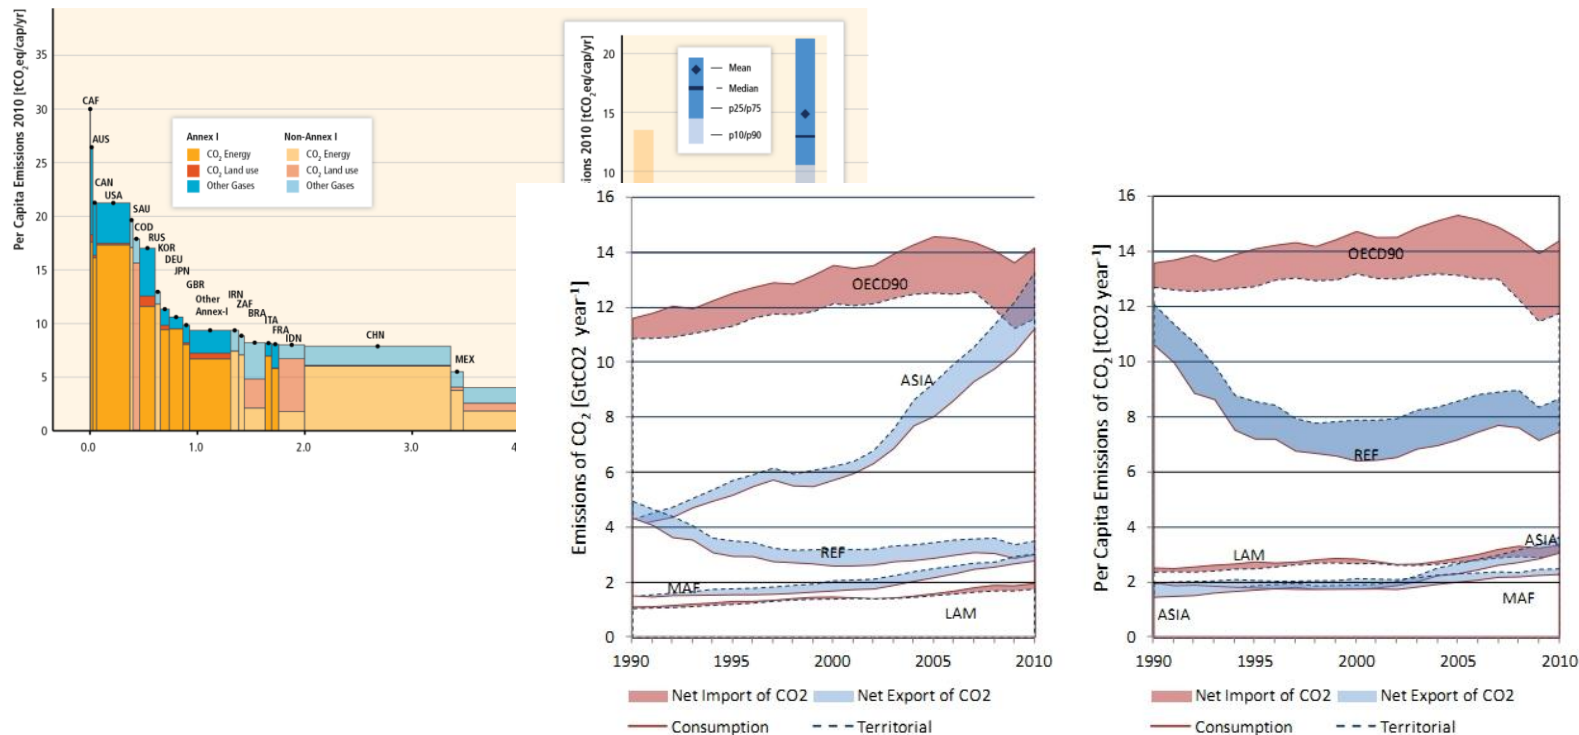 Per Capita Emissions 2010 [tCO2eq/cap/yr]
35
30
25
20
15
10
5
0
0.0
1.0
2.0
3.0
4
CAF
AUS
CAN
USA
SAU
COD
RUS
KOR
DEU
JPN
GBR
Other
Annex-I
IRN
ZAF
BRA
ITA
FRA
IDN
CHN
MEX
Annex I
CO2 Energy
CO2 Land use
Other Gases
Non-Annex I
CO2 Energy
CO2 Land use
Other Gases
ssions 2010 [tCO2eq/cap/yr]
20
15
10
Mean
Median
p25/p75
p10/p90
Emissions of CO2 [GtCO2 year-1]
16
14
12
10
8
6
4
2
0
1990
1995
2000
2005
2010
OECD90
ASIA
REF
MAF
LAM
Net Import of CO2
Net Export of CO2
Consumption
Territorial
Per Capita Emissions of CO2 [tCO2 year-1]
16
14
12
10
8
6
4
2
0
1990
1995
2000
2005
2010
OECD90
REF
LAM
ASIA
ASIA
MAF
Net Import of CO2
Net Export of CO2
Consumption
Territorial